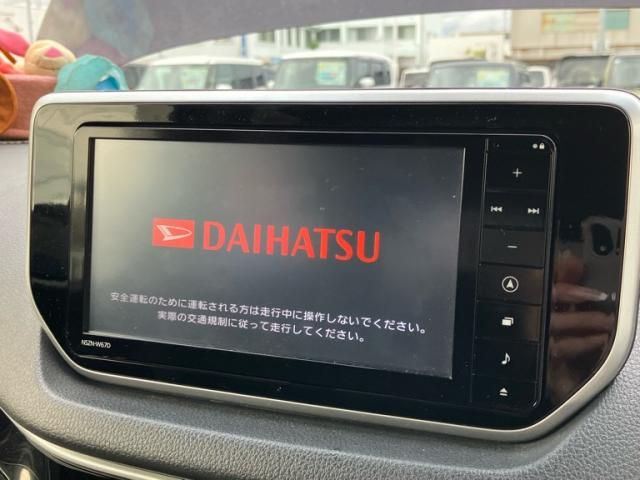 DAIHATSU
安全運転のために運転される方は走行中に操作しないでください。
実際の交通規制に従って走行してください。
NSZN-W67D